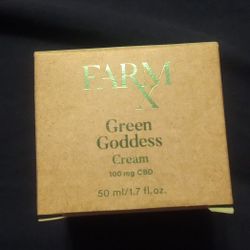 FARM
X
Green
Goddess
Cream
100 mg CBD
50 ml/1.7 fl.oz.